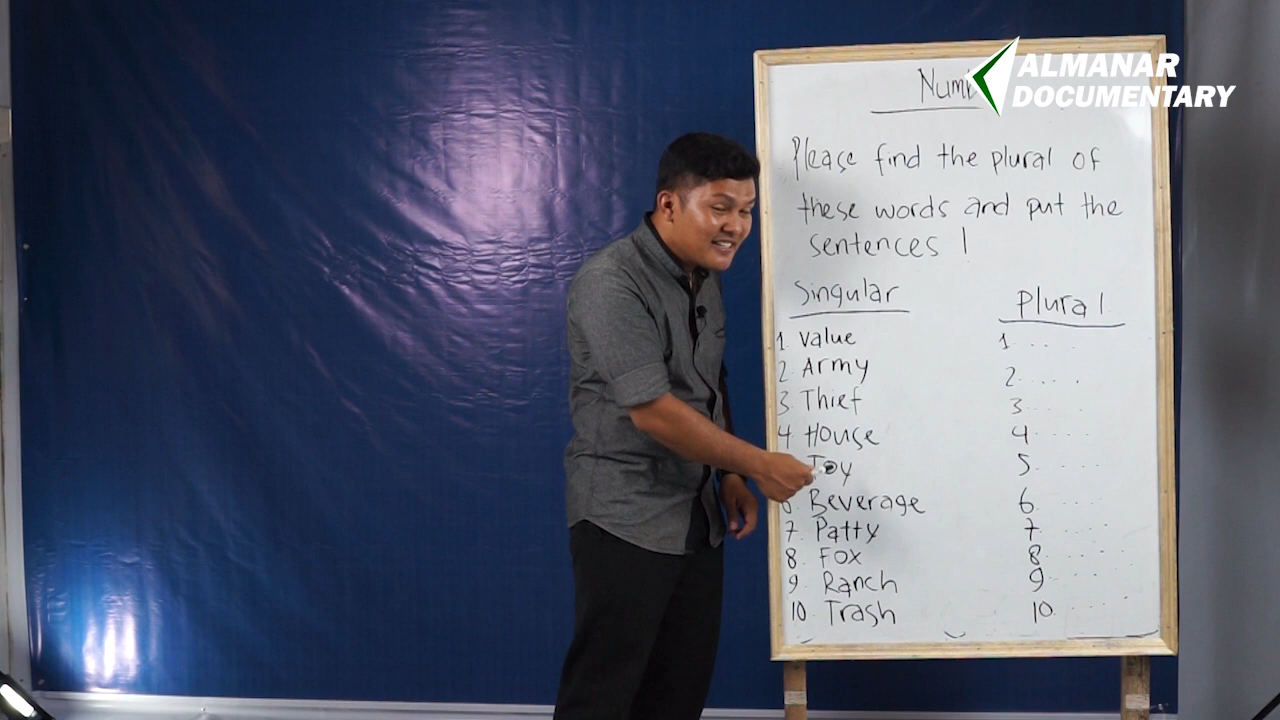 ALMANAR
DOCUMENTARY
Please find the plural of
these words and put the
sentences !
Singular
Plural
1. Value
1. ... .
2. Army
2. ... .
3 Thief
3. ... .
4 House
4 ....
Toy
5 ....
6. Beverage
6. ....
7. Patty
7. ....
8. Fox
8. ....
9. Ranch
9. ....
10. Trash
10. ....